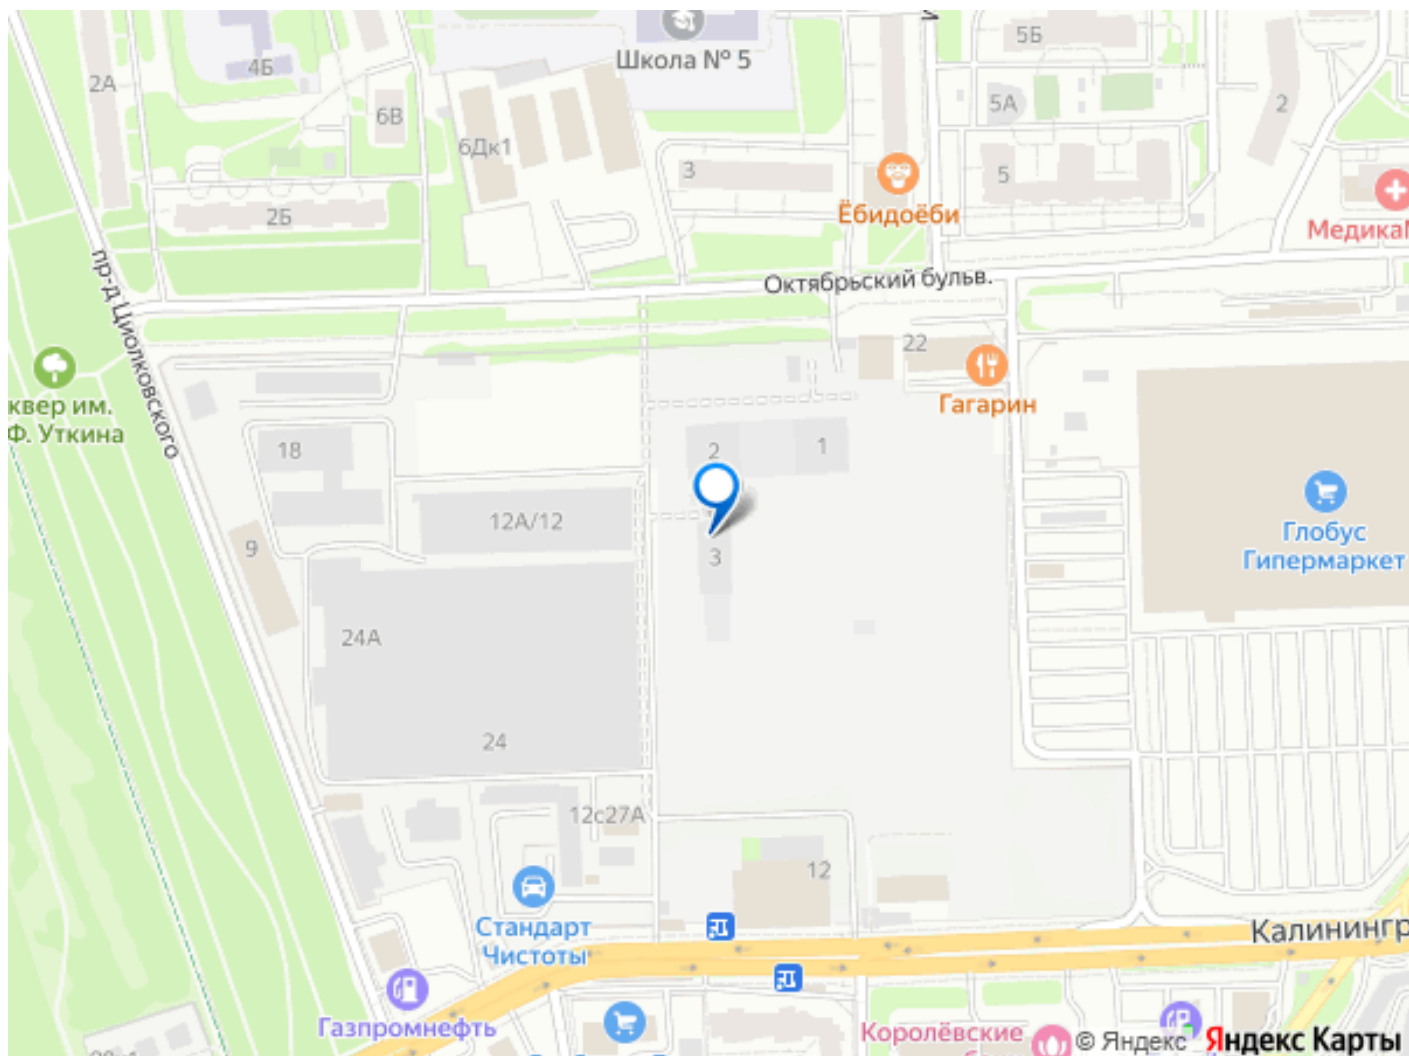 Школа № 5
5Б
4Б
2А
5А
2
6В
6Дк1
3
5
2Б
Ёбидоёби
Медика
Октябрьский бульв.
пр-д Циолковского
22
Гагарин
квер им.
Ф. Уткина
18
2
1
12А/12
9
3
Глобус
Гипермаркет
24А
24
12с27А
12
Стандарт
Чистоты
Калинингр
Газпромнефть
Королёвские
© Яндекс
Яндекс Карты